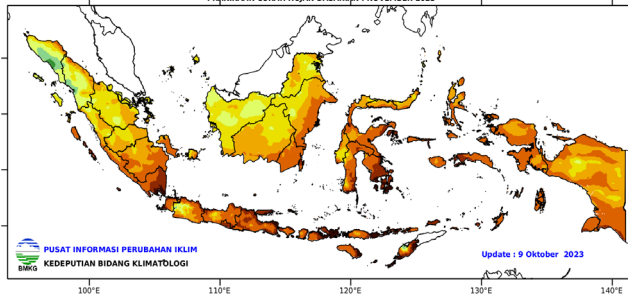 PUSAT INFORMASI PERUBAHAN IKLIM
KEDEPUTIAN BIDANG KLIMATOLOGI
BMKG
Update : 9 Oktober 2023
100°E
110°E
120°E
130°E
140°E